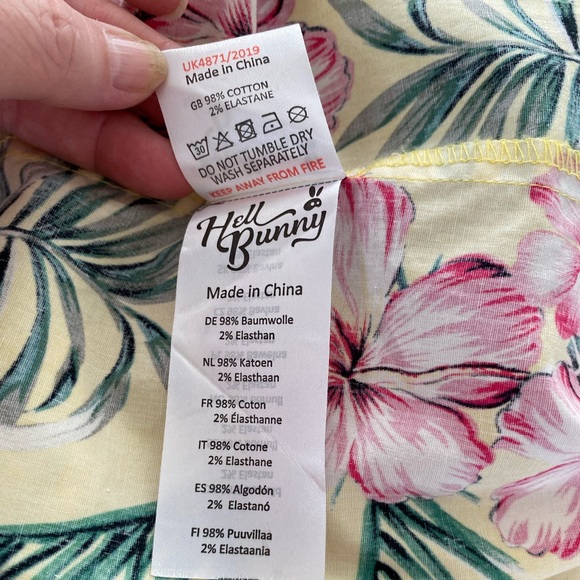 UK4871/2019
Made In China
GB 98% COTTON
2% ELASTANE
30
DO NOT TUMBLE DRY
WASH SEPARATELY
KEEP AWAY FROM FIRE
Hell
Bunny
Made in China
DE 98% Baumwolle
2% Elasthan
NL 98% Katoen
2% Elasthaan
FR 98% Coton
2% Élasthanne
IT 98% Cotone
2% Elasthane
ES 98% Algodón
2% Elastanó
FI 98% Puuvillaa
2% Elastaania